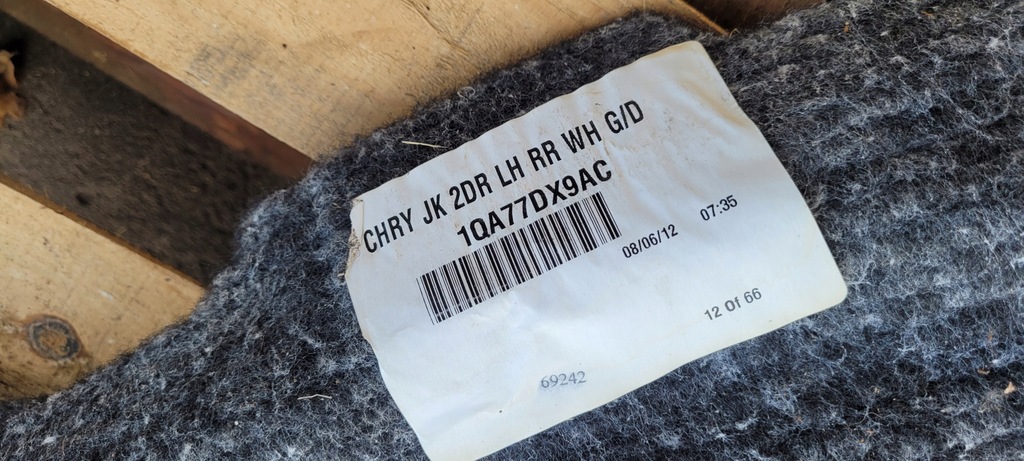 CHRY JK 2DR LH RR WH G/D
1QA77DX9AC
08/06/12 07:35
12 Of 66
69242